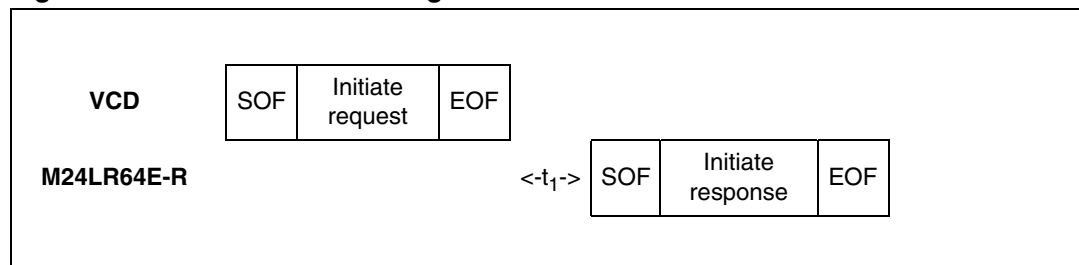 VCD SOF Initiate request EOF
M24LR64E-R <-t₁-> SOF Initiate response EOF